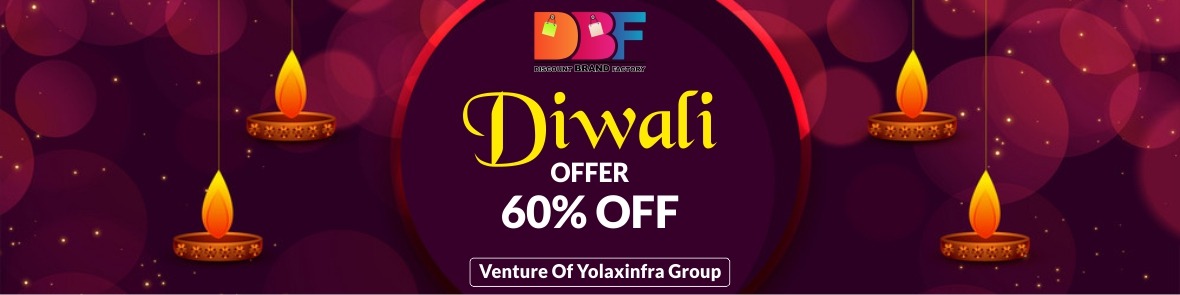 DBF
DISCOUNT BRAND FACTORY
Diwali
OFFER
60% OFF
Venture Of Yolaxinfra Group